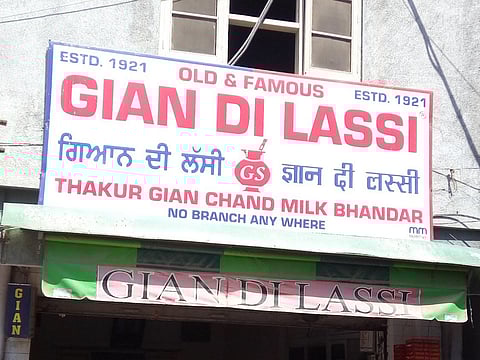 ESTD. 1921 OLD & FAMOUS ESTD. 1921
GIAN DI LASSI
ਗਿਆਨ ਦੀ ਲੱਸੀ GS ज्ञान दी लस्सी
THAKUR GIAN CHAND MILK BHANDAR
NO BRANCH ANY WHERE
mm
GIAN DI LASSI
GIAN